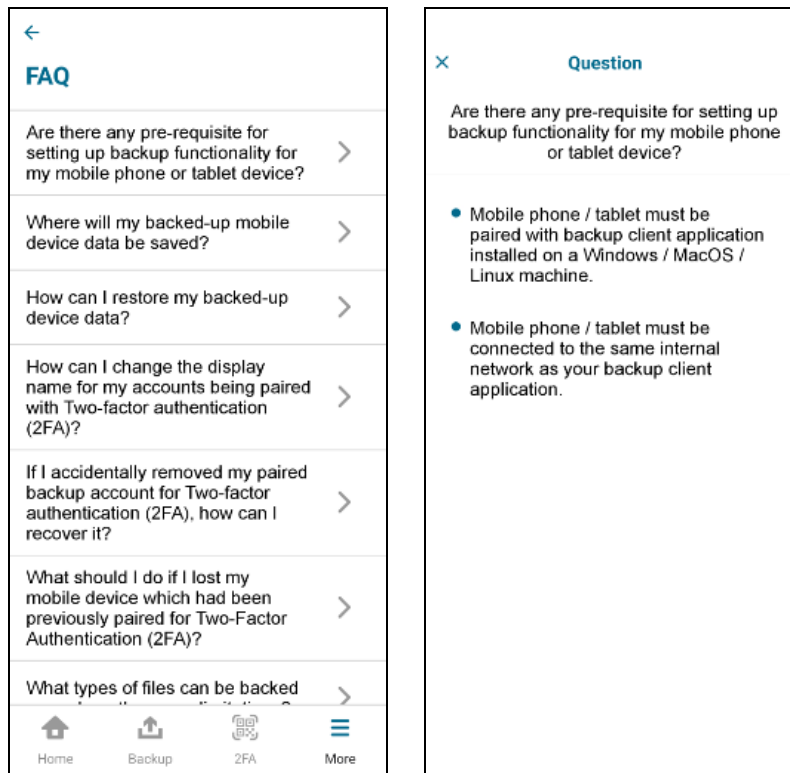 FAQ
Are there any pre-requisite for
setting up backup functionality for
my mobile phone or tablet device?
Where will my backed-up mobile
device data be saved?
How can I restore my backed-up
device data?
How can I change the display
name for my accounts being paired
with Two-factor authentication
(2FA)?
If I accidentally removed my paired
backup account for Two-factor
authentication (2FA), how can I
recover it?
What should I do if I lost my
mobile device which had been
previously paired for Two-Factor
Authentication (2FA)?
What types of files can be backed
Home
Backup
2FA
More
Question
Are there any pre-requisite for setting up
backup functionality for my mobile phone
or tablet device?
Mobile phone / tablet must be
paired with backup client application
installed on a Windows / MacOS /
Linux machine.
Mobile phone / tablet must be
connected to the same internal
network as your backup client
application.